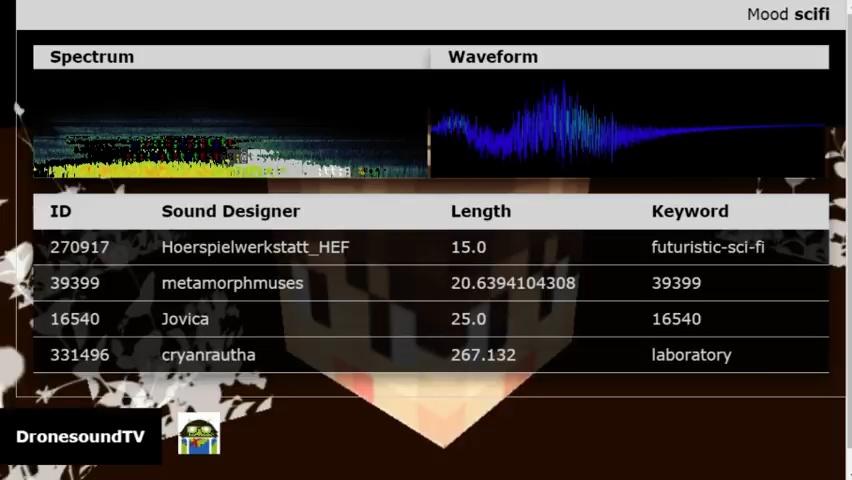 Mood scifi
Spectrum Waveform
ID Sound Designer Length Keyword
270917 Hoerspielwerkstatt_HEF 15.0 futuristic-sci-fi
39399 metamorphmuses 20.6394104308 39399
16540 Jovica 25.0 16540
331496 cryanrautha 267.132 laboratory
DronesoundTV